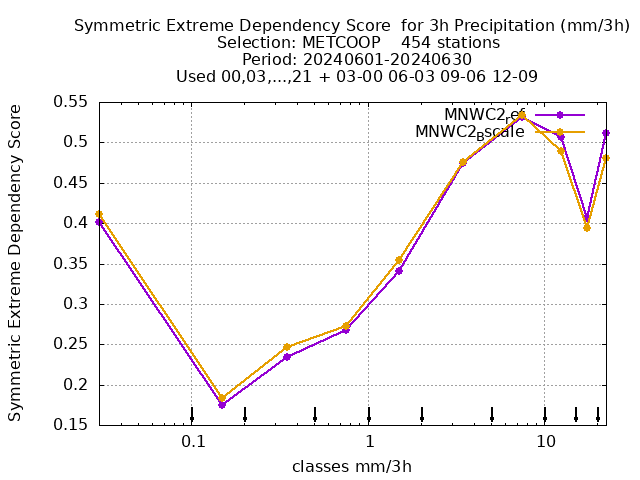 Symmetric Extreme Dependency Score  for 3h Precipitation (mm/3h)
Selection: METCOOP    454 stations
Period: 20240601-20240630
Used 00,03,...,21 + 03-00 06-03 09-06 12-09
Symmetric Extreme Dependency Score
0.55
0.5
0.45
0.4
0.35
0.3
0.25
0.2
0.15
MNWC2ref
MNWC2Bscale
0.1
1
10
classes mm/3h